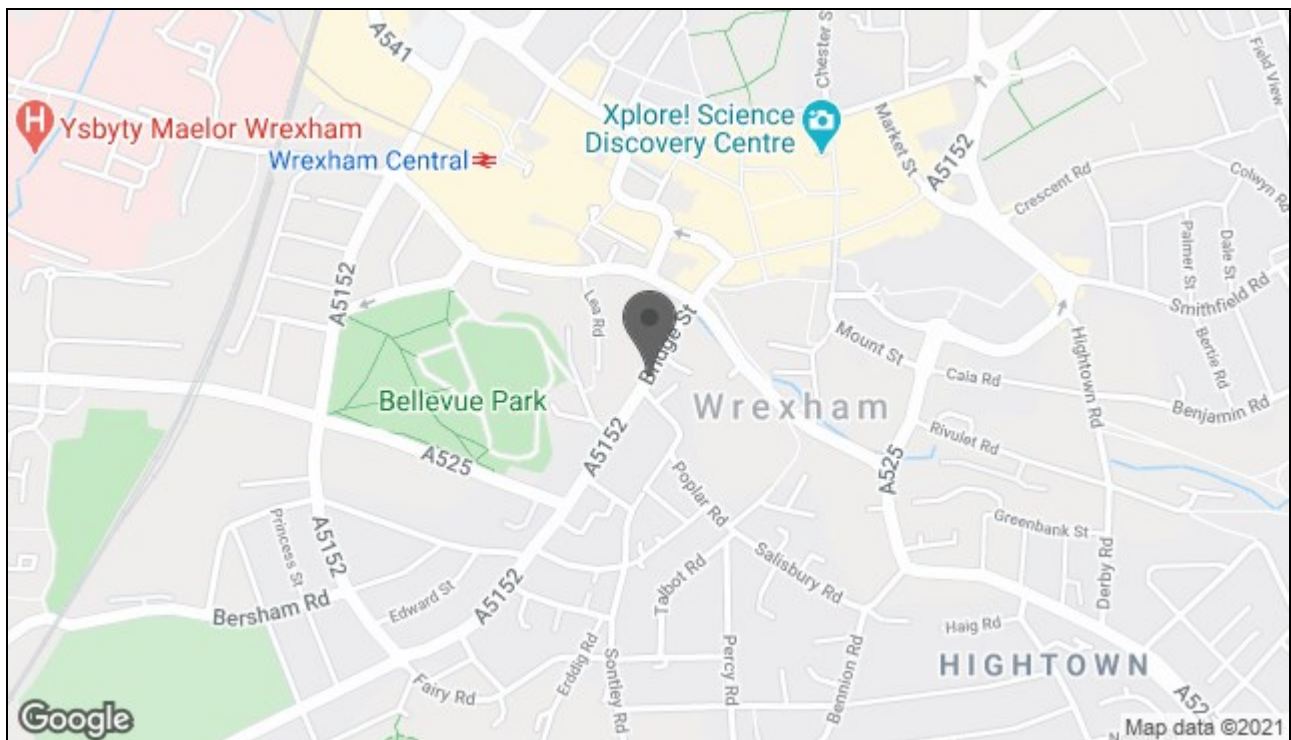 A541
Chester S
Field View
Xplore! Science
Discovery Centre
H
Ysbyty Maelor Wrexham
Wrexham Central
Market St
A5152
Crescent Rd
Colwyn Rd
Palmer St
Dale St
A5152
Lea Rd
Bridge St
Smithfield Rd
Mount St
Hightown Rd
Bertie Rd
Caia Rd
Benjamin Rd
Bellevue Park
Wrexham
Rivulet Rd
A5152
A525
A525
Poplar Rd
Princess St
A5152
Greenbank St
Salisbury Rd
Talbot Rd
Derby Rd
Edward St
A5152
Bersham Rd
Haig Rd
HIGHTOWN
Erddig Rd
Sontley Rd
Percy Rd
Bennion Rd
Fairy Rd
A52
Google
Map data ©2021